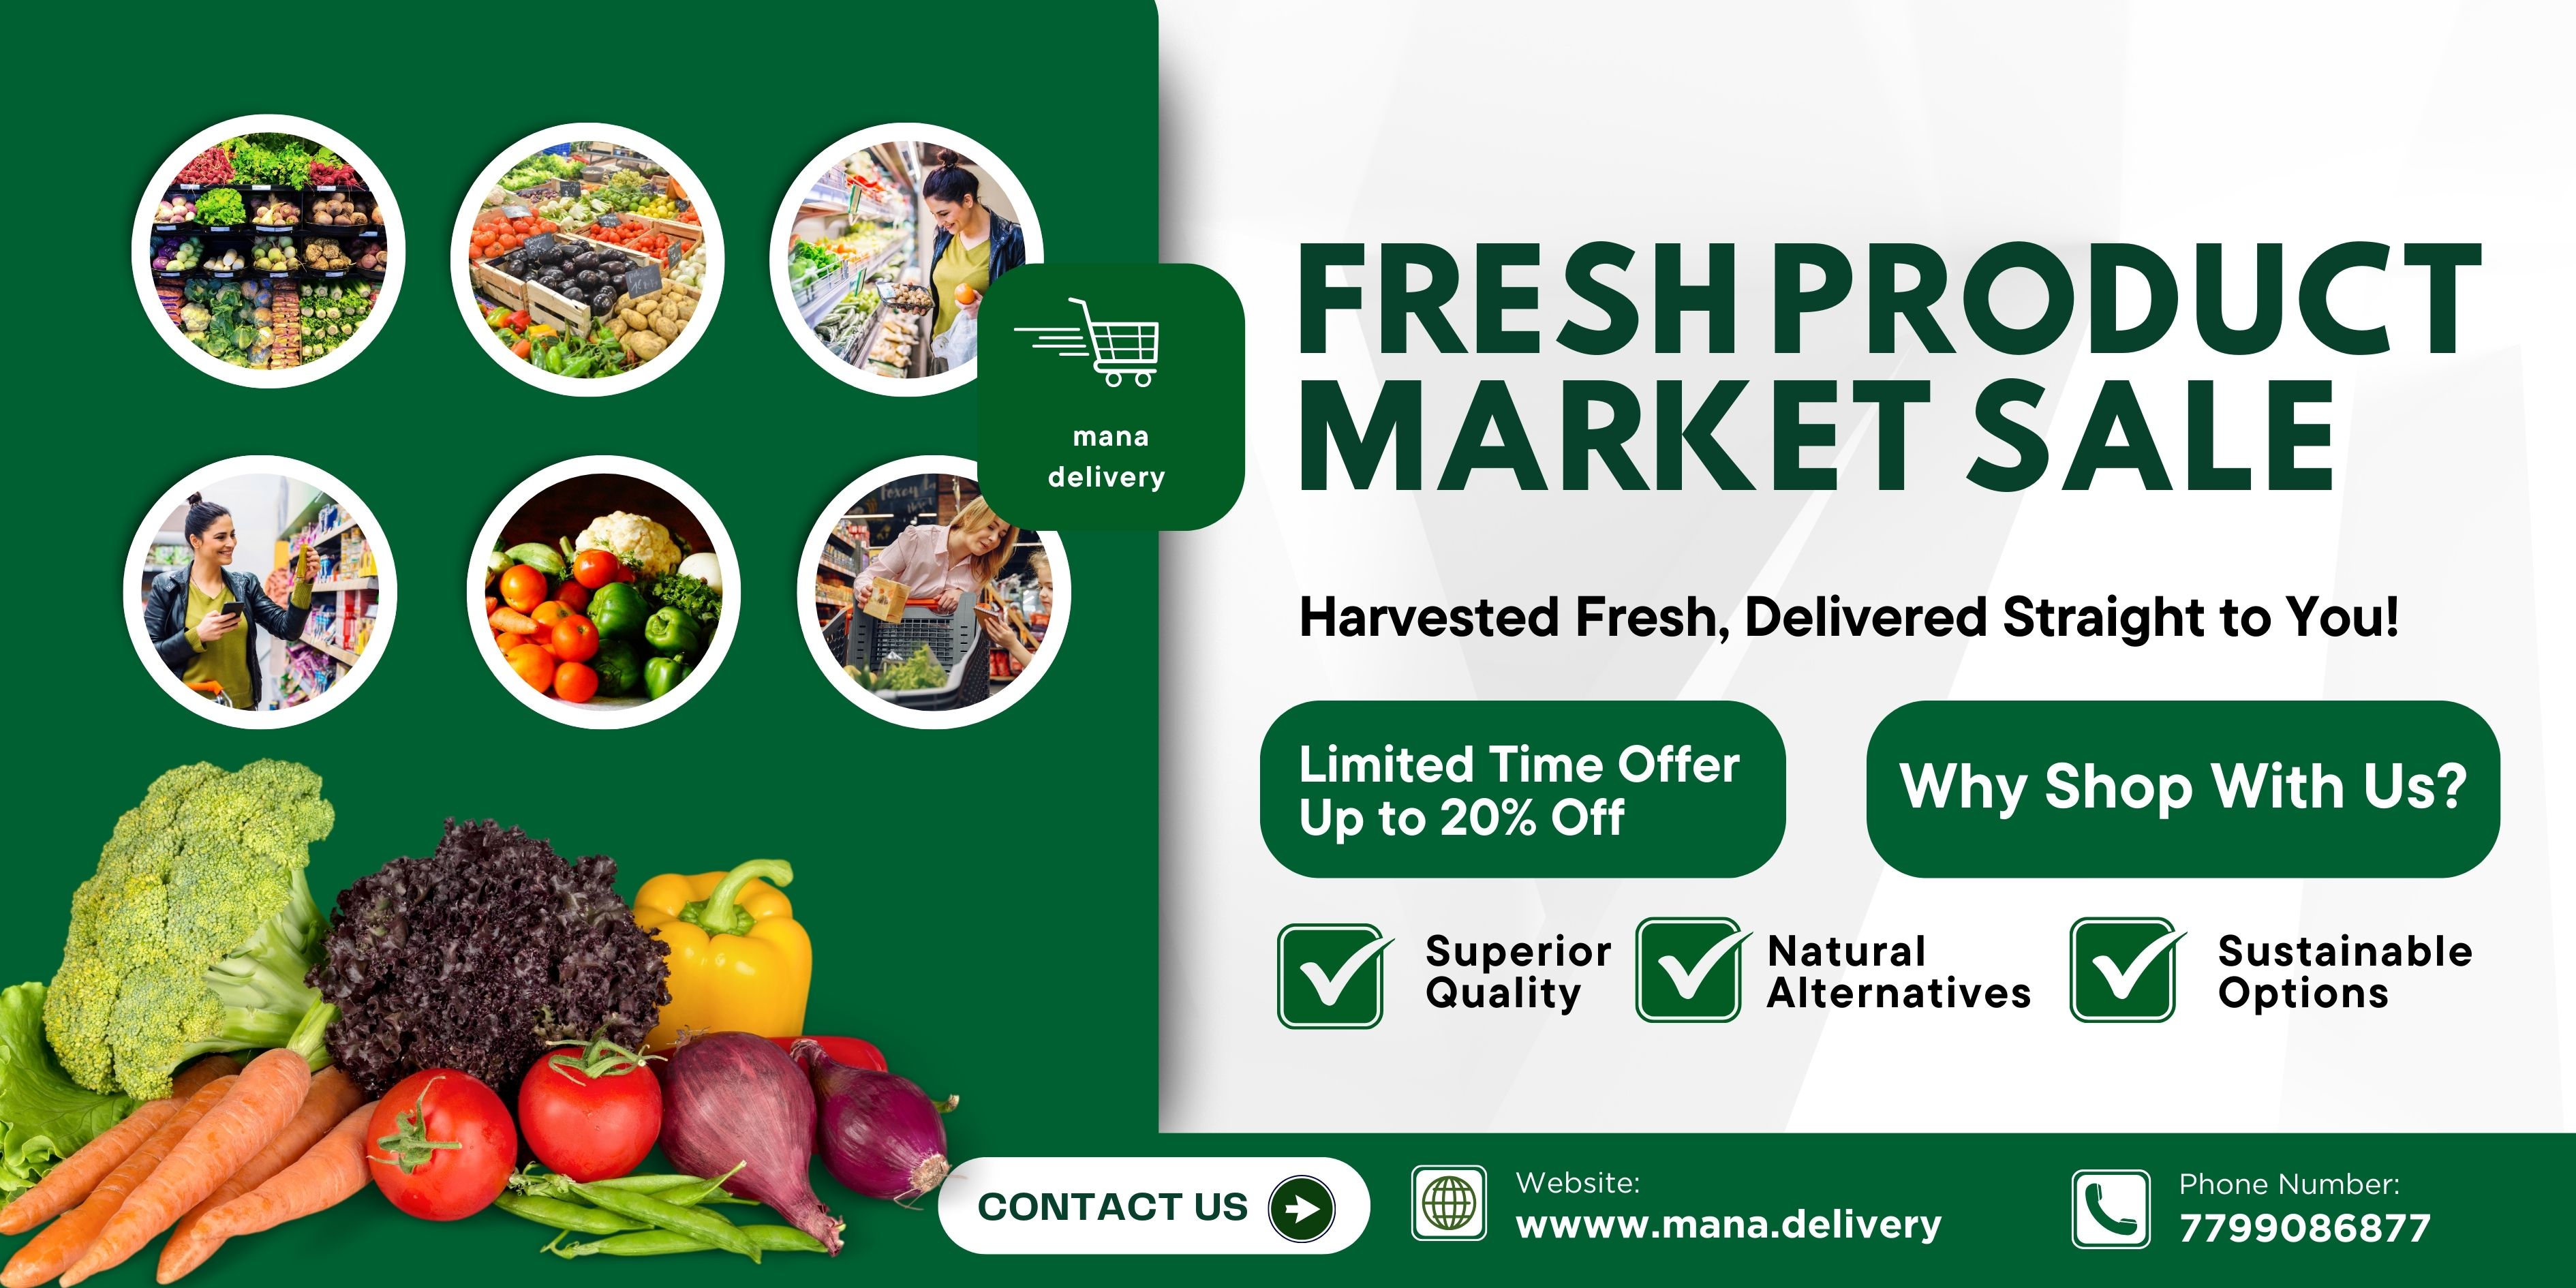 mana
delivery
FRESH PRODUCT
MARKET SALE
Harvested Fresh, Delivered Straight to You!
Limited Time Offer
Up to 20% Off
Why Shop With Us?
Superior
Quality
Natural
Alternatives
Sustainable
Options
CONTACT US
Website:
wwww.mana.delivery
Phone Number:
7799086877